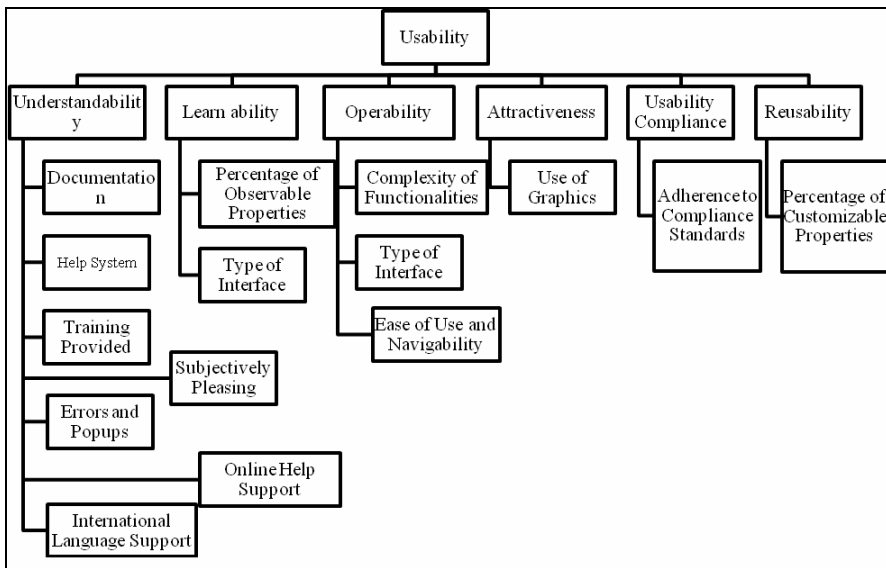 Usability
Understandabilit
y
Learn ability
Operability
Attractiveness
Usability
Compliance
Reusability
Documentatio
n
Percentage of
Observable
Properties
Complexity of
Functionalities
Use of
Graphics
Adherence to
Compliance
Standards
Percentage of
Customizable
Properties
Help System
Type of
Interface
Type of
Interface
Training
Provided
Ease of Use and
Navigability
Subjectively
Pleasing
Errors and
Popups
Online Help
Support
International
Language Support